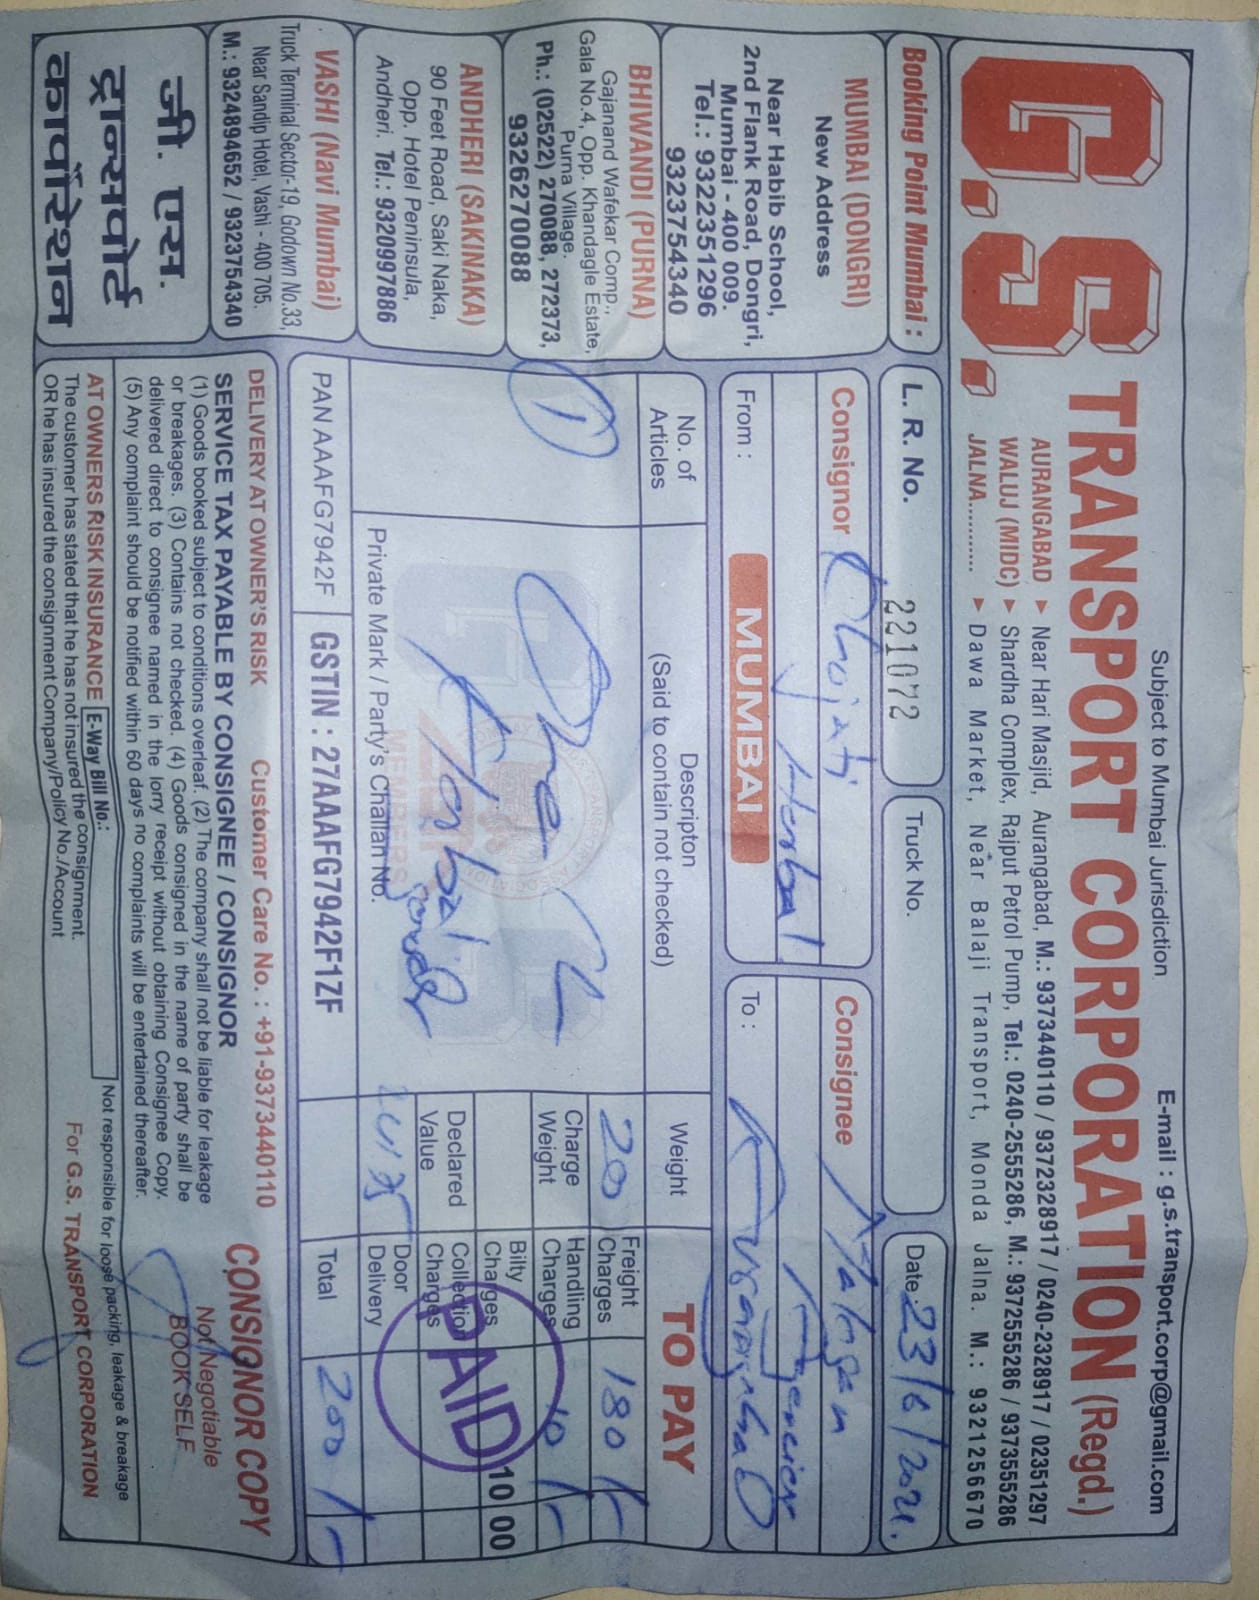 Subject to Mumbai Jurisdiction
E-mail : g.s.transport.corp@gmail.com
G.S. TRANSPORT CORPORATION (Regd.)
AURANGABAD ► Near Hari Masjid, Aurangabad, M.: 9373440110 / 9372328917 / 0240-2328917 / 02351297
WALUJ (MIDC) ► Shardha Complex, Rajput Petrol Pump, Tel.: 0240-2555286, M.: 9372555286 / 9373555286
JALNA........... ► Dawa Market, Near Balaji Transport, Monda Jalna. M.: 9321256670
Booking Point Mumbai :
MUMBAI (DONGRI)
New Address
Near Habib School,
2nd Flank Road, Dongri,
Mumbai - 400 009.
Tel.: 9322351296
9323754340
BHIWANDI (PURNA)
Gajanand Wafekar Comp.,
Gala No.4, Opp. Khandagle Estate,
Purna Village.
Ph.: (02522) 270088, 272373,
9326270088
ANDHERI (SAKINAKA)
90 Feet Road, Saki Naka,
Opp. Hotel Peninsula,
Andheri. Tel.: 9320997886
VASHI (Navi Mumbai)
Truck Terminal Sector-19, Godown No.33,
Near Sandip Hotel, Vashi - 400 705.
M.: 9324894652 / 9323754340
जी. एस.
ट्रान्सपोर्ट
कार्पोरेशन
L. R. No. 221072
Truck No.
Date 23/6/2021.
Consignor
Herbal
Consignee
Agencies
From : MUMBAI
To : Aurangabad
No. of Articles
Descripton
(Said to contain not checked)
Weight
TO PAY
1
One
Herbal
powder
Private Mark / Party's Challan No.
20
Charge Weight
Declared Value
Freight Charges 180/-
Handling Charges 10/-
Bilty Charges 10 00
Collection Charges
Door Delivery
PAID
PAN AAAFG7942F
GSTIN : 27AAAFG7942F1ZF
Total 200/-
DELIVERY AT OWNER'S RISK Customer Care No. : +91-9373440110
SERVICE TAX PAYABLE BY CONSIGNEE / CONSIGNOR
(1) Goods booked subject to conditions overleaf. (2) The company shall not be liable for leakage
or breakages. (3) Contains not checked. (4) Goods consigned in the name of party shall be
delivered direct to consignee named in the lorry receipt without obtaining Consignee Copy.
(5) Any complaint should be notified within 60 days no complaints will be entertained thereafter.
CONSIGNOR COPY
Not Negotiable
BOOK SELF
AT OWNERS RISK INSURANCE E-Way Bill No.:
The customer has stated that he has not insured the consignment.
OR he has insured the consignment Company/Policy No./Account
Not responsible for loose packing, leakage & breakage
For G.S. TRANSPORT CORPORATION